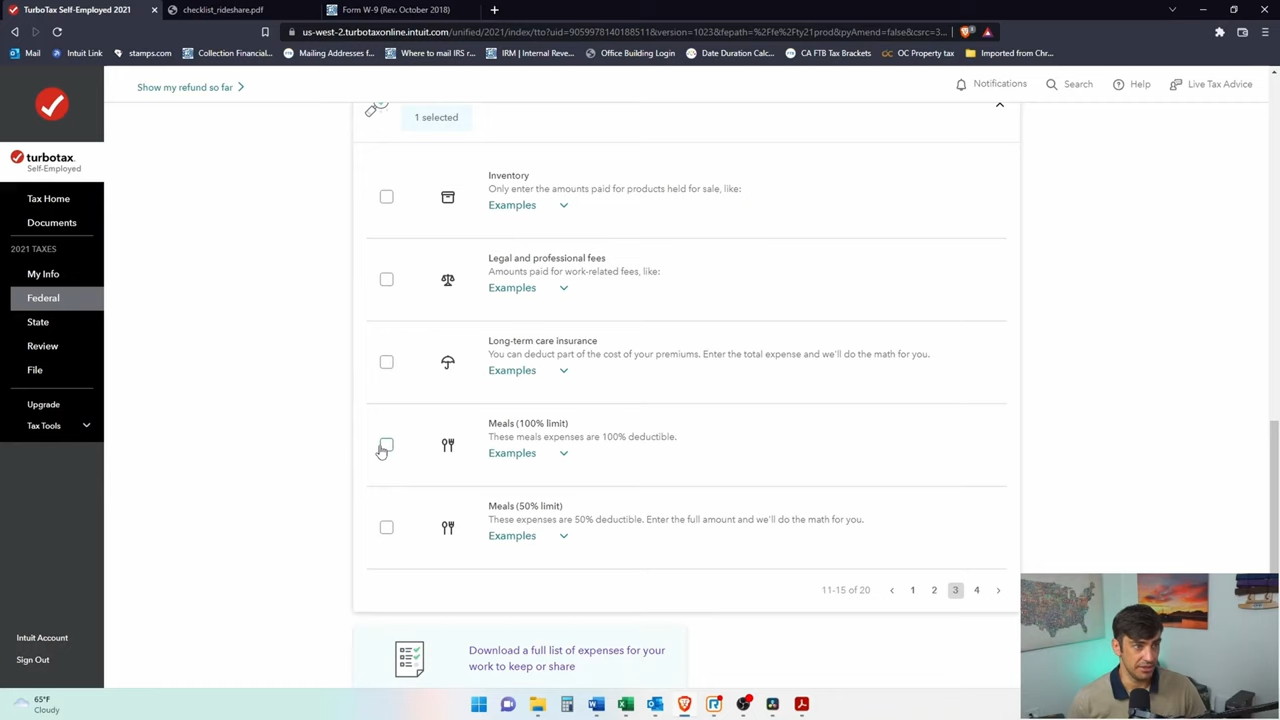 TurboTax Self-Employed 2021
checklist_rideshare.pdf
Form W-9 (Rev. October 2018)
us-west-2.turbotaxonline.intuit.com/unified/2021/index/tto?uid=9059978140188511&version=1023&fepath=%2Ffe%2Fty21prod&pyAmend=false&csrc=3...
Mail
Intuit Link
stamps.com
Collection Financial...
Mailing Addresses f...
Where to mail IRS r...
IRM | Internal Reve...
Office Building Login
Date Duration Calc...
CA FTB Tax Brackets
OC Property tax
Imported from Chr...
Show my refund so far
Notifications
Search
Help
Live Tax Advice
turbotax
Self-Employed
Tax Home
Documents
2021 TAXES
My Info
Federal
State
Review
File
Upgrade
Tax Tools
Intuit Account
Sign Out
1 selected
Inventory
Only enter the amounts paid for products held for sale, like:
Examples
Legal and professional fees
Amounts paid for work-related fees, like:
Examples
Long-term care insurance
You can deduct part of the cost of your premiums. Enter the total expense and we'll do the math for you.
Examples
Meals (100% limit)
These meals expenses are 100% deductible.
Examples
Meals (50% limit)
These expenses are 50% deductible. Enter the full amount and we'll do the math for you.
Examples
11-15 of 20 1 2 3 4
Download a full list of expenses for your
work to keep or share
65°F
Cloudy